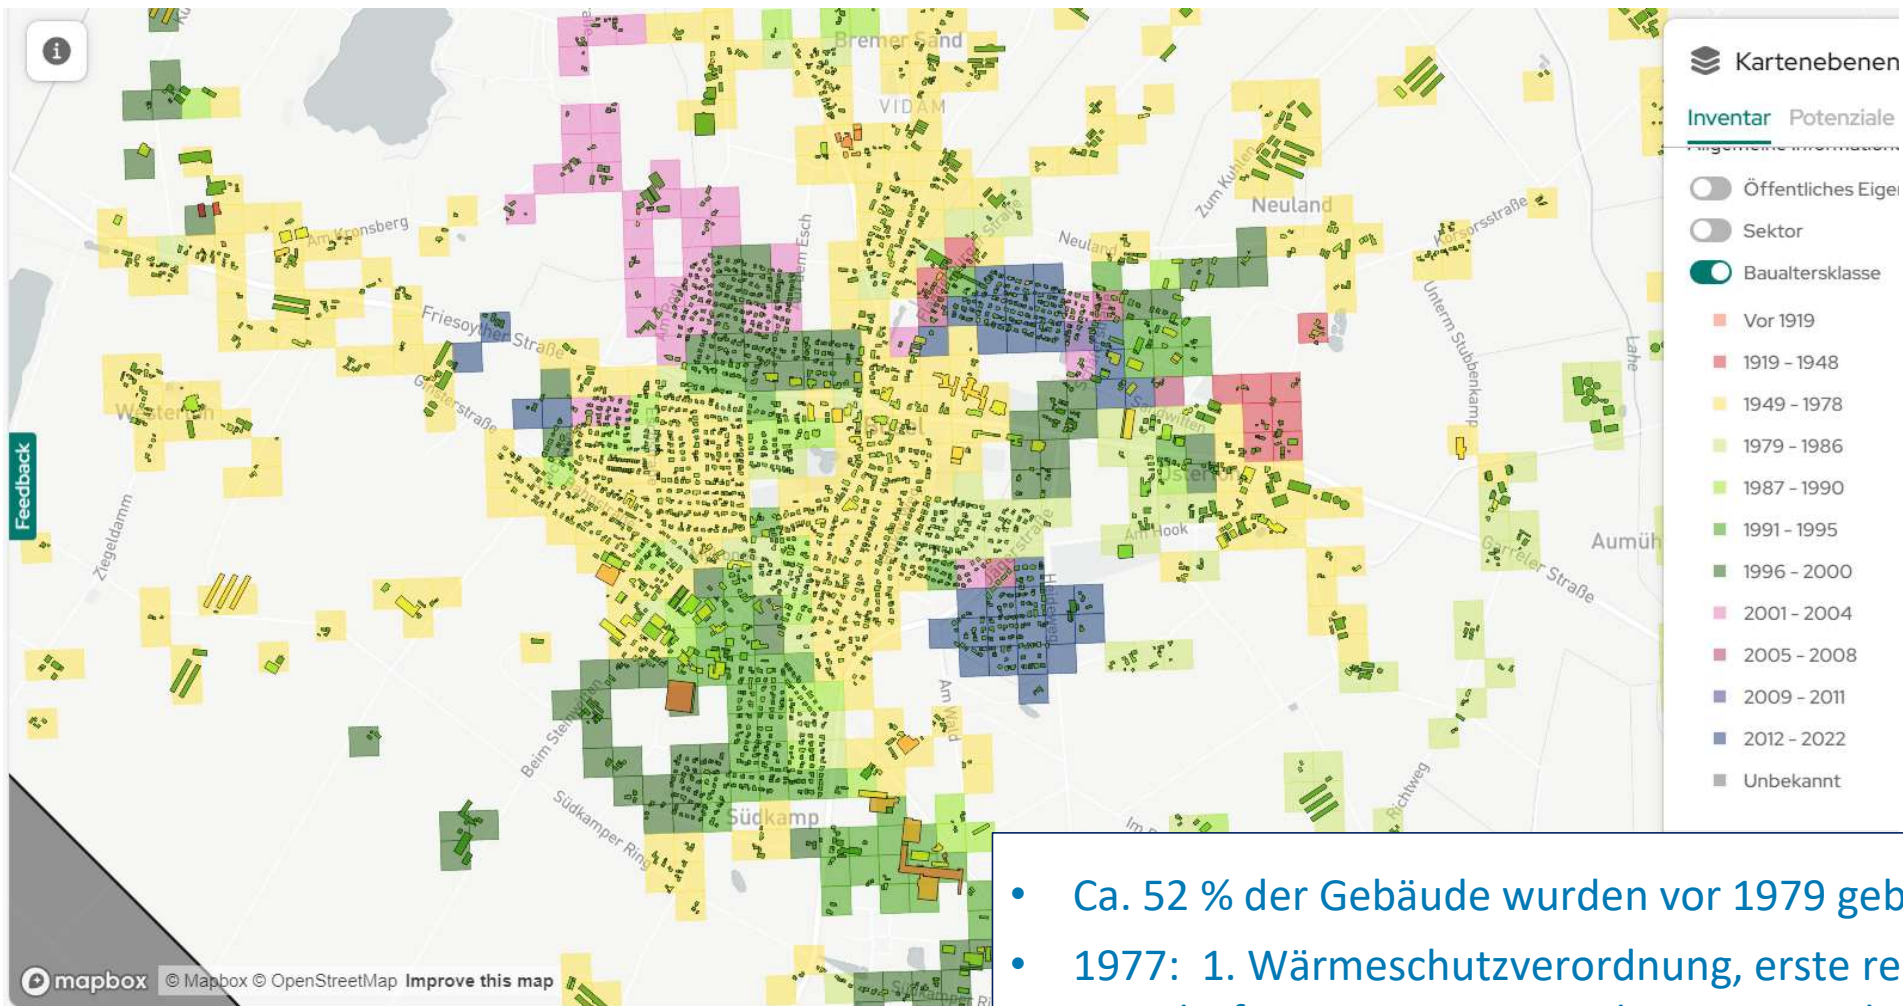 Bremer Sand
VIDAM
Zum Kuhlen
Neuland
Korsorsstraße
Am Kronsberg
Neuland
Friesoyther Straße
Unterm Stubbenkamp
Lahe
Feedback
Ziegeldamm
Am Hook
Aumüh
Garreler Straße
Heideweg
Beim Steinwitten
Am Wald
Südkamper Ring
Südkamp
Richtweg
mapbox © Mapbox © OpenStreetMap Improve this map
Kartenebenen
Inventar Potenziale
Öffentliches Eigen
Sektor
Baualtersklasse
Vor 1919
1919 - 1948
1949 - 1978
1979 - 1986
1987 - 1990
1991 - 1995
1996 - 2000
2001 - 2004
2005 - 2008
2009 - 2011
2012 - 2022
Unbekannt
• Ca. 52 % der Gebäude wurden vor 1979 geb
• 1977: 1. Wärmeschutzverordnung, erste re